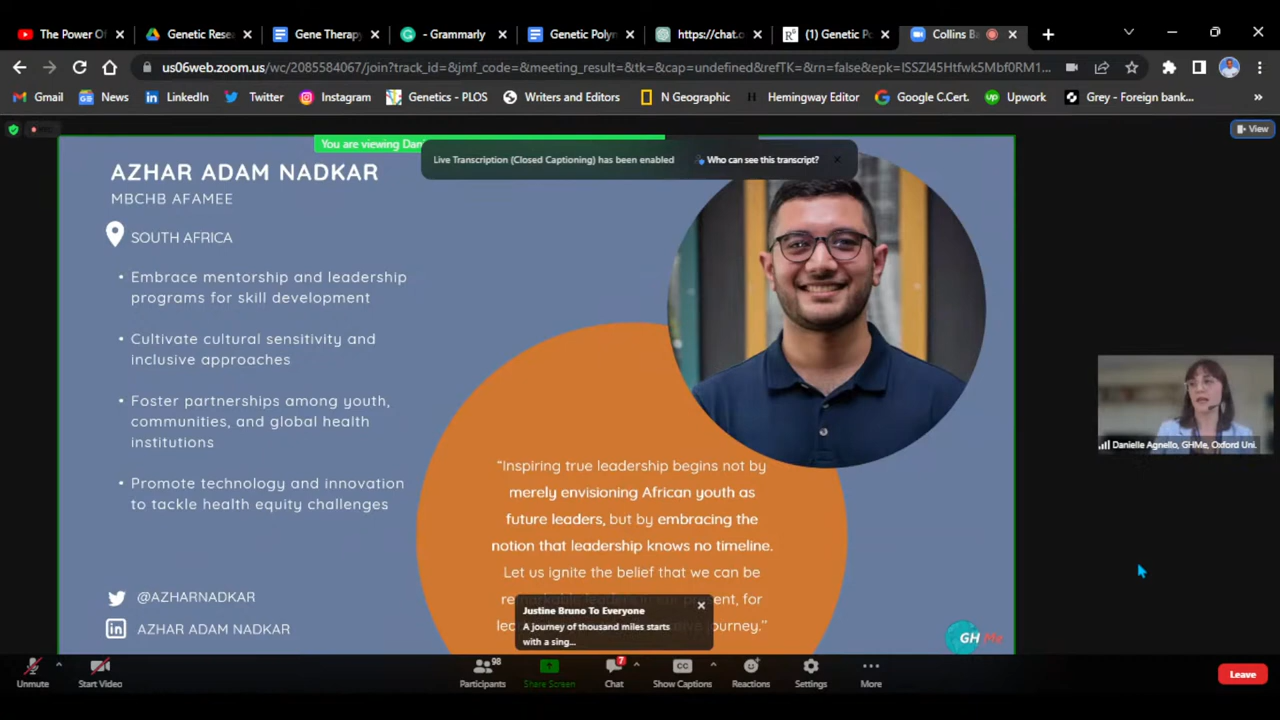 The Power Of
Genetic Rese
Gene Therapy
- Grammarly
Genetic Polyn
https://chat.o
(1) Genetic Po
Collins Ba
us06web.zoom.us/wc/2085584067/join?track_id=&jmf_code=&meeting_result=&tk=&cap=undefined&refTK=&rn=false&epk=ISSZI45Htfwk5Mbf0RM1...
Gmail
News
LinkedIn
Twitter
Instagram
Genetics - PLOS
Writers and Editors
N Geographic
Hemingway Editor
Google C.Cert.
Upwork
Grey - Foreign bank...
View
You are viewing Dani
Live Transcription (Closed Captioning) has been enabled
Who can see this transcript?
AZHAR ADAM NADKAR
MBCHB AFAMEE
SOUTH AFRICA
• Embrace mentorship and leadership
programs for skill development
• Cultivate cultural sensitivity and
inclusive approaches
• Foster partnerships among youth,
communities, and global health
institutions
• Promote technology and innovation
to tackle health equity challenges
@AZHARNADKAR
AZHAR ADAM NADKAR
“Inspiring true leadership begins not by
merely envisioning African youth as
future leaders, but by embracing the
notion that leadership knows no timeline.
Let us ignite the belief that we can be
for
journey.”
Justine Bruno To Everyone
A journey of thousand miles starts
with a sing...
GH Me
Danielle Agnello, GHMe, Oxford Uni.
Unmute
Start Video
98
Participants
Share Screen
7
Chat
CC
Show Captions
Reactions
Settings
More
Leave